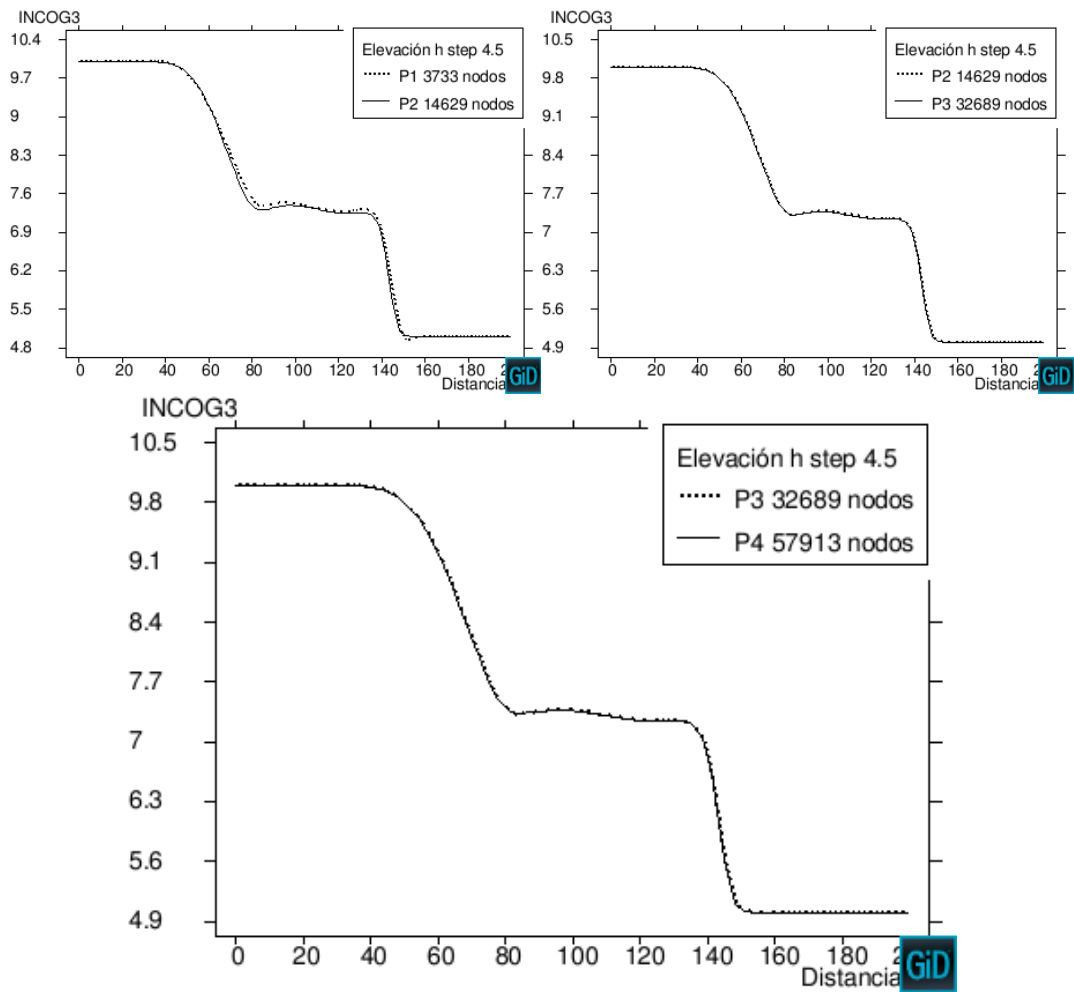 INCOG3
10.4
9.7
9
8.3
7.6
6.9
6.2
5.5
4.8
Elevación h step 4.5
P1 3733 nodos
P2 14629 nodos
0 20 40 60 80 100 120 140 160 180
Distancia
GiD
INCOG3
10.5
9.8
9.1
8.4
7.7
7
6.3
5.6
4.9
Elevación h step 4.5
P2 14629 nodos
P3 32689 nodos
0 20 40 60 80 100 120 140 160 180
Distancia
GiD
INCOG3
10.5
9.8
9.1
8.4
7.7
7
6.3
5.6
4.9
Elevación h step 4.5
P3 32689 nodos
P4 57913 nodos
0 20 40 60 80 100 120 140 160 180
Distancia
GiD